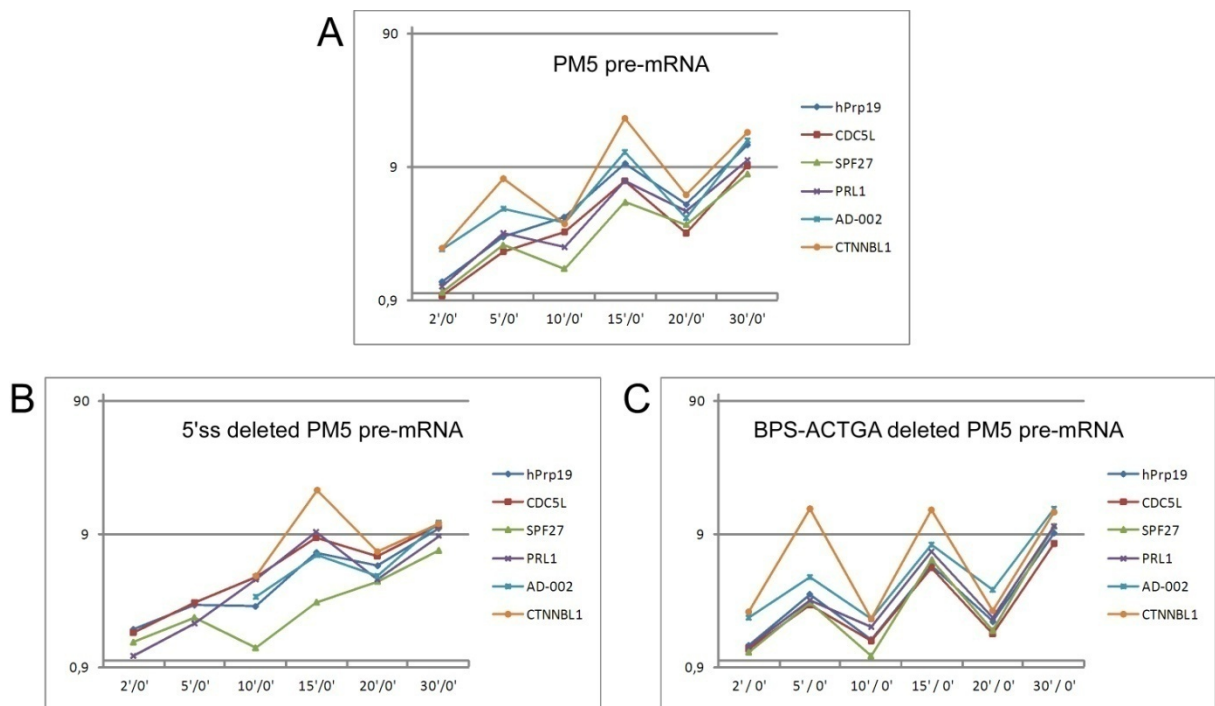 A
90
PM5 pre-mRNA
hPrp19
CDC5L
9
SPF27
PRL1
AD-002
CTNNBL1
0,9
2'/0' 5'/0' 10'/0' 15'/0' 20'/0' 30'/0'
B
90
5'ss deleted PM5 pre-mRNA
hPrp19
CDC5L
9
SPF27
PRL1
AD-002
CTNNBL1
0,9
2'/0' 5'/0' 10'/0' 15'/0' 20'/0' 30'/0'
C
90
BPS-ACTGA deleted PM5 pre-mRNA
hPrp19
CDC5L
9
SPF27
PRL1
AD-002
CTNNBL1
0,9
2' / 0' 5' / 0' 10' / 0' 15' / 0' 20' / 0' 30' / 0'